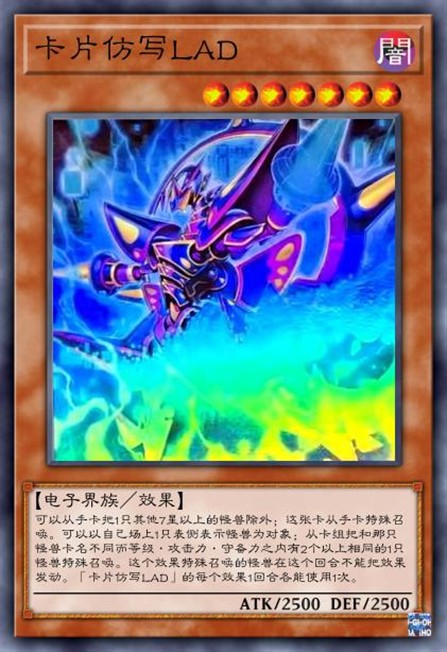 卡片仿写LAD
闇
【电子界族／效果】
可以从手卡把1只其他7星以上的怪兽除外；这张卡从手卡特殊召
唤。可以以自己场上1只表侧表示怪兽为对象；从卡组把和那只
怪兽卡名不同而等级·攻击力·守备力之内有2个以上相同的1只
怪兽特殊召唤。这个效果特殊召唤的怪兽在这个回合不能把效果
发动。「卡片仿写LAD」的每个效果1回合各能使用1次。
ATK/2500 DEF/2500